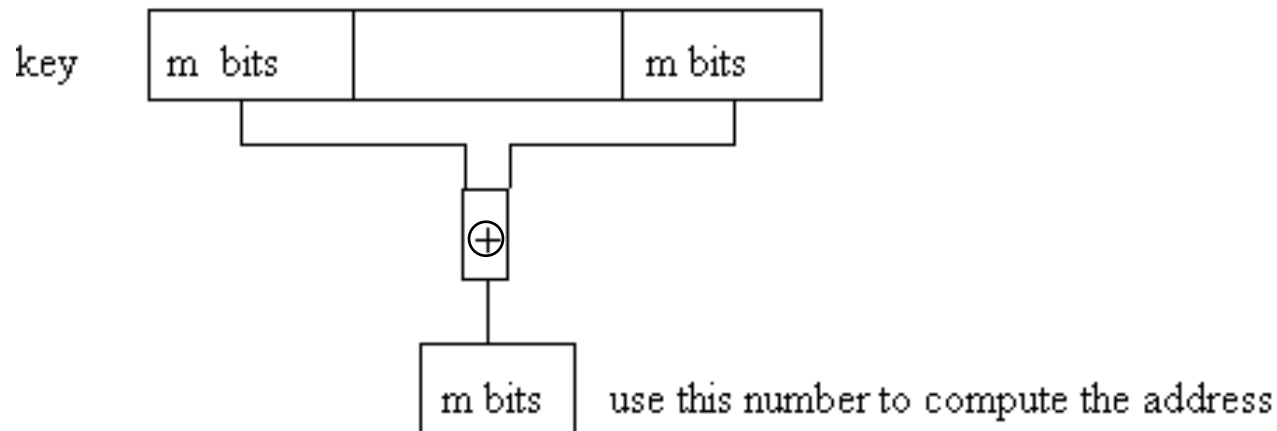 key
m bits
m bits
⊕
m bits
use this number to compute the address